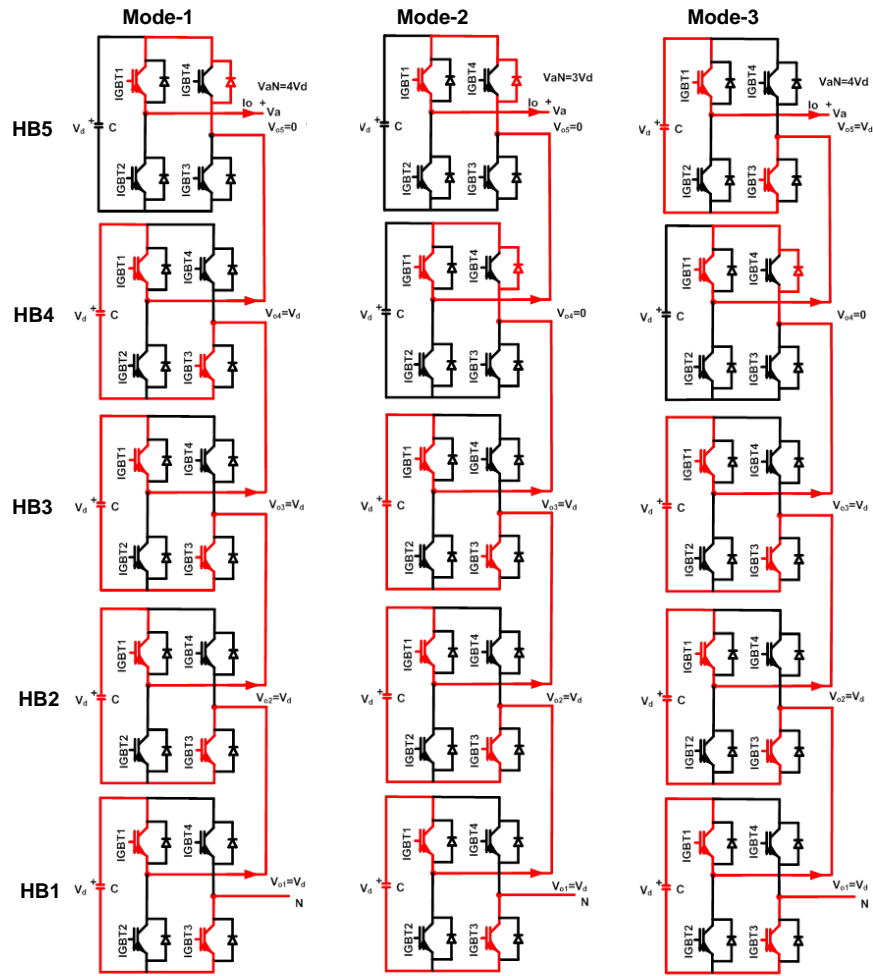 Mode-1 Mode-2 Mode-3
HB5
IGBT1 IGBT4 VaN=4Vd
Io +
Va
Vd + C Vo5=0
IGBT2 IGBT3
IGBT1 IGBT4 VaN=3Vd
Io +
Va
Vd + C Vo5=0
IGBT2 IGBT3
IGBT1 IGBT4 VaN=4Vd
Io +
Va
Vd + C Vo5=Vd
IGBT2 IGBT3
HB4
IGBT1 IGBT4
Vd + C Vo4=Vd
IGBT2 IGBT3
IGBT1 IGBT4
Vd + C Vo4=0
IGBT2 IGBT3
IGBT1 IGBT4
Vd + C Vo4=0
IGBT2 IGBT3
HB3
IGBT1 IGBT4
Vd + C Vo3=Vd
IGBT2 IGBT3
IGBT1 IGBT4
Vd + C Vo3=Vd
IGBT2 IGBT3
IGBT1 IGBT4
Vd + C Vo3=Vd
IGBT2 IGBT3
HB2
IGBT1 IGBT4
Vd + C Vo2=Vd
IGBT2 IGBT3
IGBT1 IGBT4
Vd + C Vo2=Vd
IGBT2 IGBT3
IGBT1 IGBT4
Vd + C Vo2=Vd
IGBT2 IGBT3
HB1
IGBT1 IGBT4
Vd + C Vo1=Vd
N
IGBT2 IGBT3
IGBT1 IGBT4
Vd + C Vo1=Vd
N
IGBT2 IGBT3
IGBT1 IGBT4
Vd + C Vo1=Vd
N
IGBT2 IGBT3